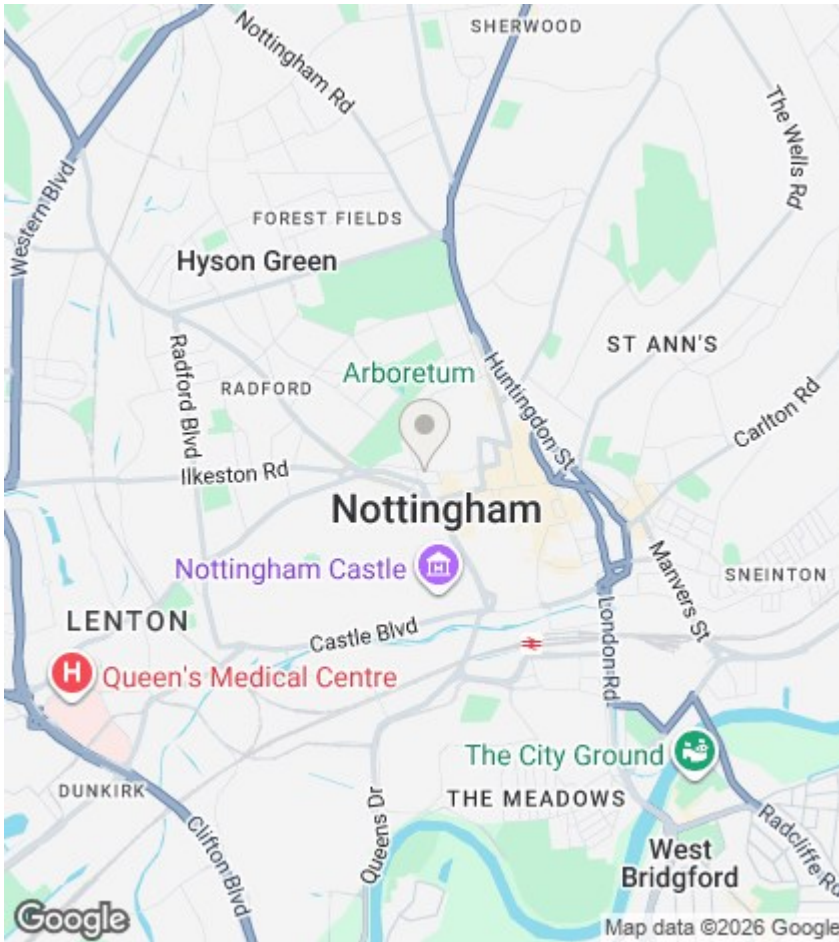 SHERWOOD
Nottingham Rd
The Wells Rd
Western Blvd
FOREST FIELDS
Hyson Green
ST ANN'S
Huntingdon St
Arboretum
Radford Blvd
RADFORD
Carlton Rd
Ilkeston Rd
Nottingham
Nottingham Castle
Manvers St
SNEINTON
LENTON
Castle Blvd
London Rd
H
Queen's Medical Centre
The City Ground
DUNKIRK
THE MEADOWS
Queens Dr
Clifton Blvd
Radcliffe Rd
West
Bridgford
Google
Map data ©2026 Google